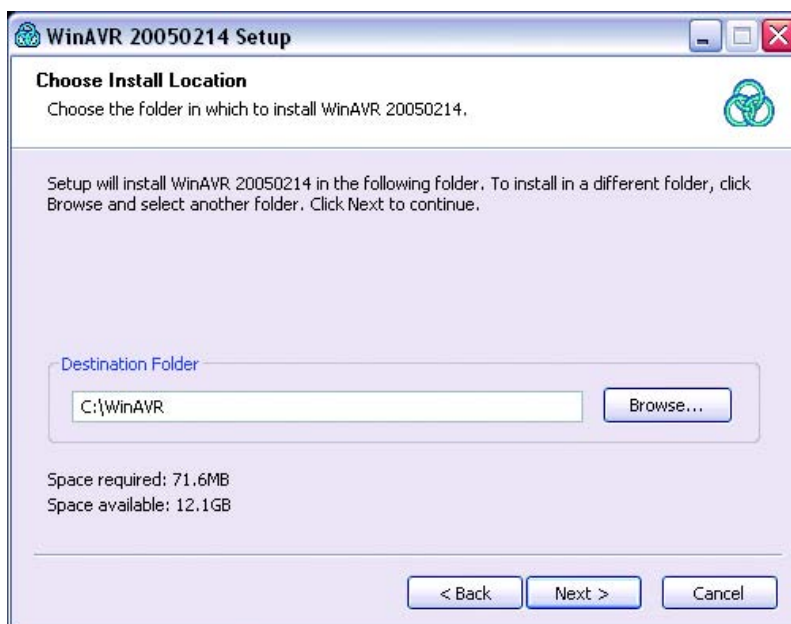 WinAVR 20050214 Setup
Choose Install Location
Choose the folder in which to install WinAVR 20050214.
Setup will install WinAVR 20050214 in the following folder. To install in a different folder, click
Browse and select another folder. Click Next to continue.
Destination Folder
C:\WinAVR
Browse...
Space required: 71.6MB
Space available: 12.1GB
< Back
Next >
Cancel